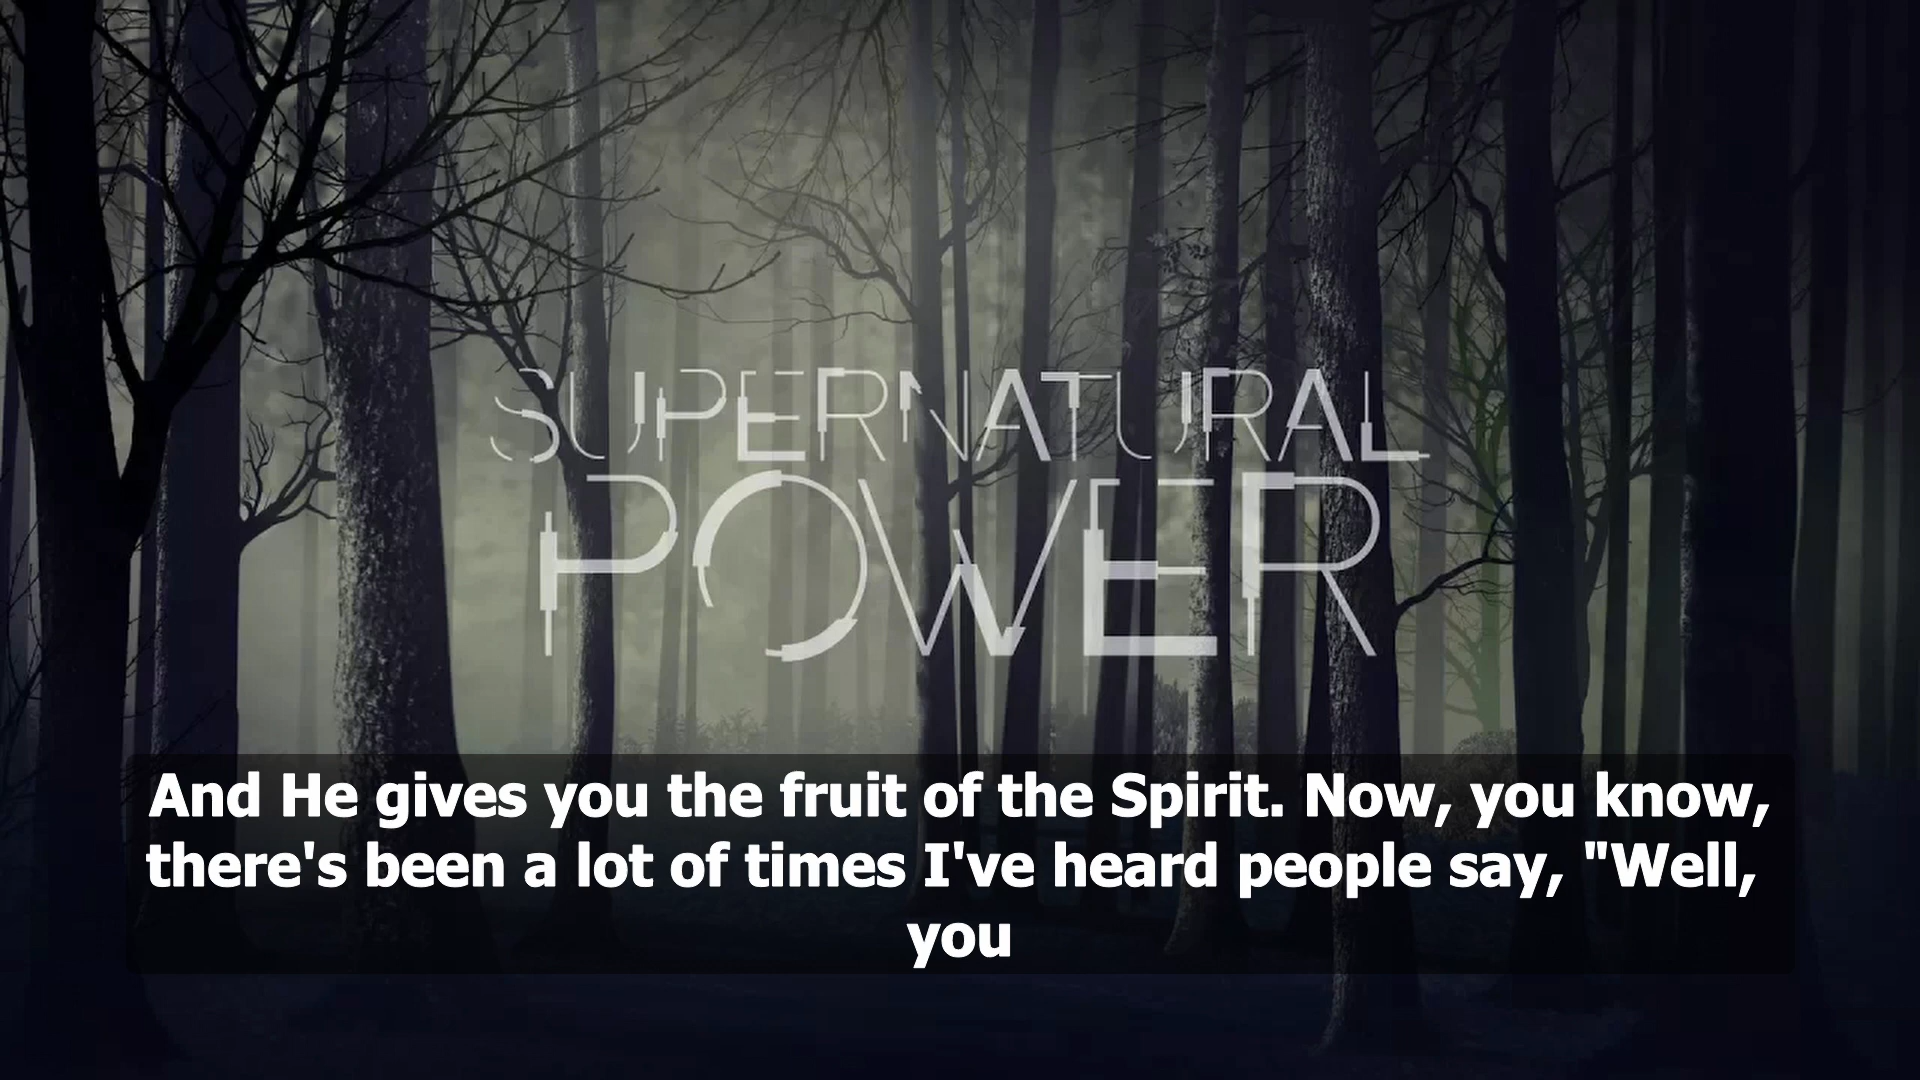 SUPERNATURAL
POWER
And He gives you the fruit of the Spirit. Now, you know,
there's been a lot of times I've heard people say, "Well,
you